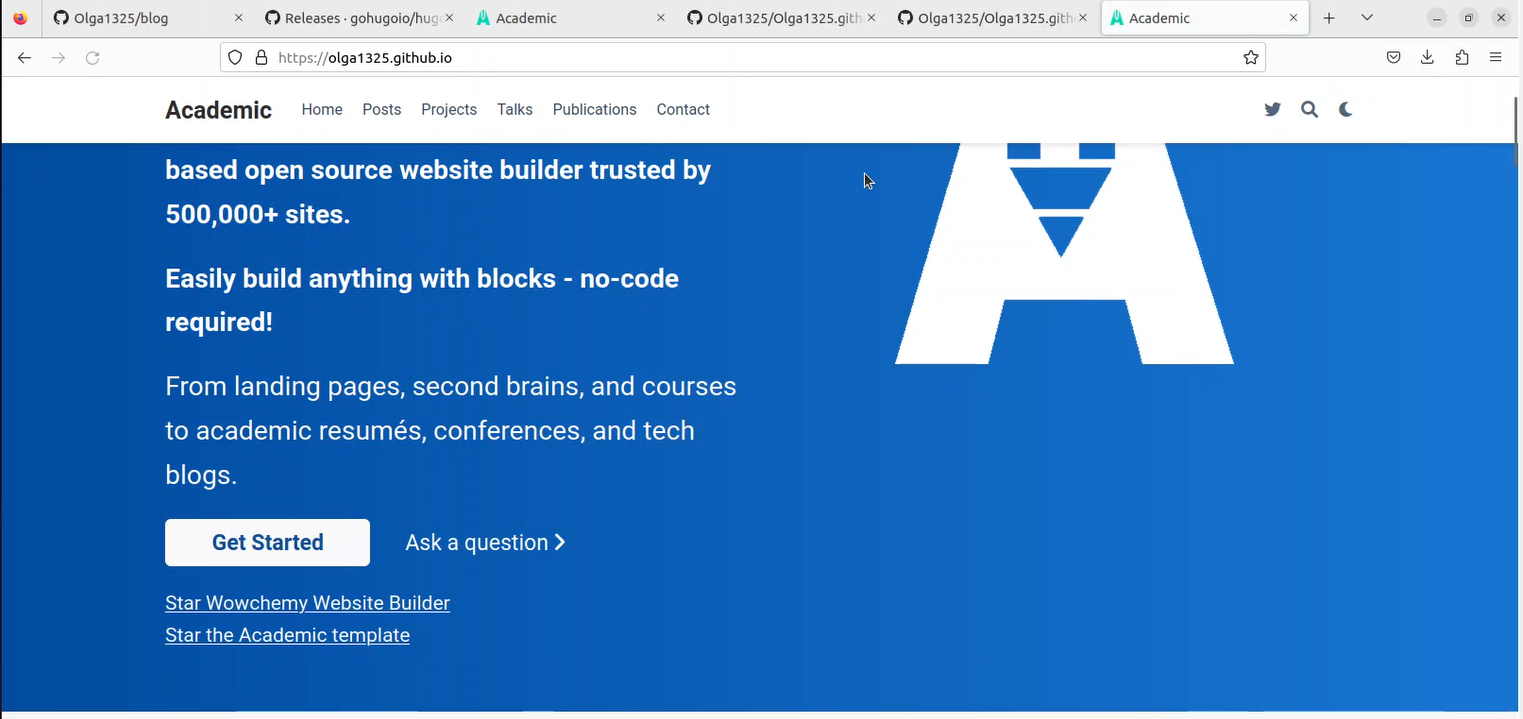 Olga1325/blog
Releases · gohugoio/hug
Academic
Olga1325/Olga1325.gith
Olga1325/Olga1325.gith
Academic
https://olga1325.github.io
Academic Home Posts Projects Talks Publications Contact
based open source website builder trusted by
500,000+ sites.
Easily build anything with blocks - no-code
required!
From landing pages, second brains, and courses
to academic resumés, conferences, and tech
blogs.
Get Started
Ask a question
Star Wowchemy Website Builder
Star the Academic template